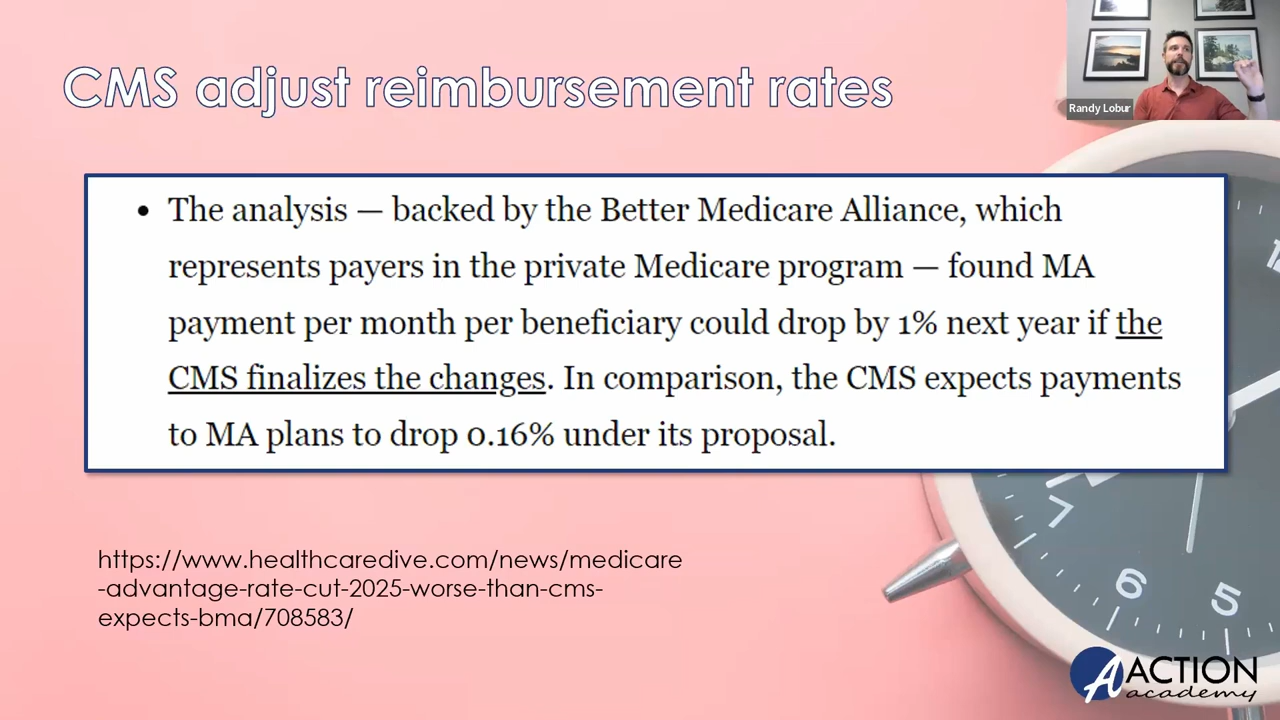 CMS adjust reimbursement rates
Randy Lobur
• The analysis — backed by the Better Medicare Alliance, which
represents payers in the private Medicare program — found MA
payment per month per beneficiary could drop by 1% next year if the
CMS finalizes the changes. In comparison, the CMS expects payments
to MA plans to drop 0.16% under its proposal.
https://www.healthcaredive.com/news/medicare
-advantage-rate-cut-2025-worse-than-cms-
expects-bma/708583/
7
6
5
A ACTION
academy